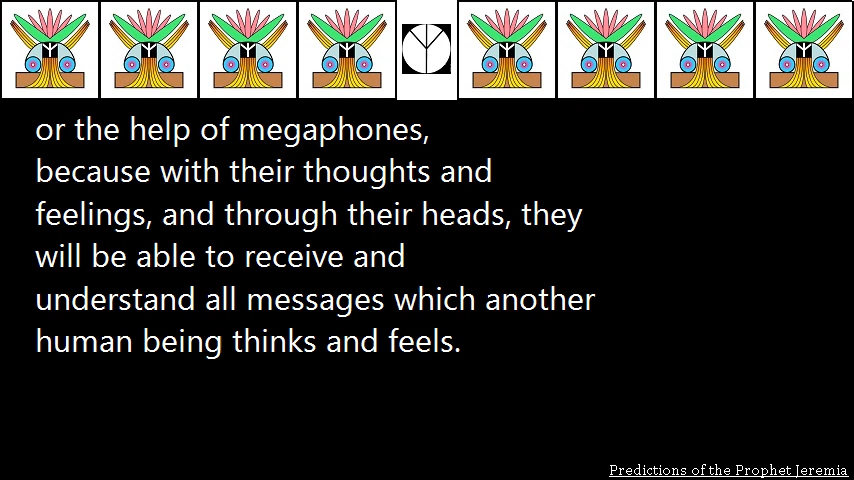 or the help of megaphones,
because with their thoughts and
feelings, and through their heads, they
will be able to receive and
understand all messages which another
human being thinks and feels.
Predictions of the Prophet Jeremia